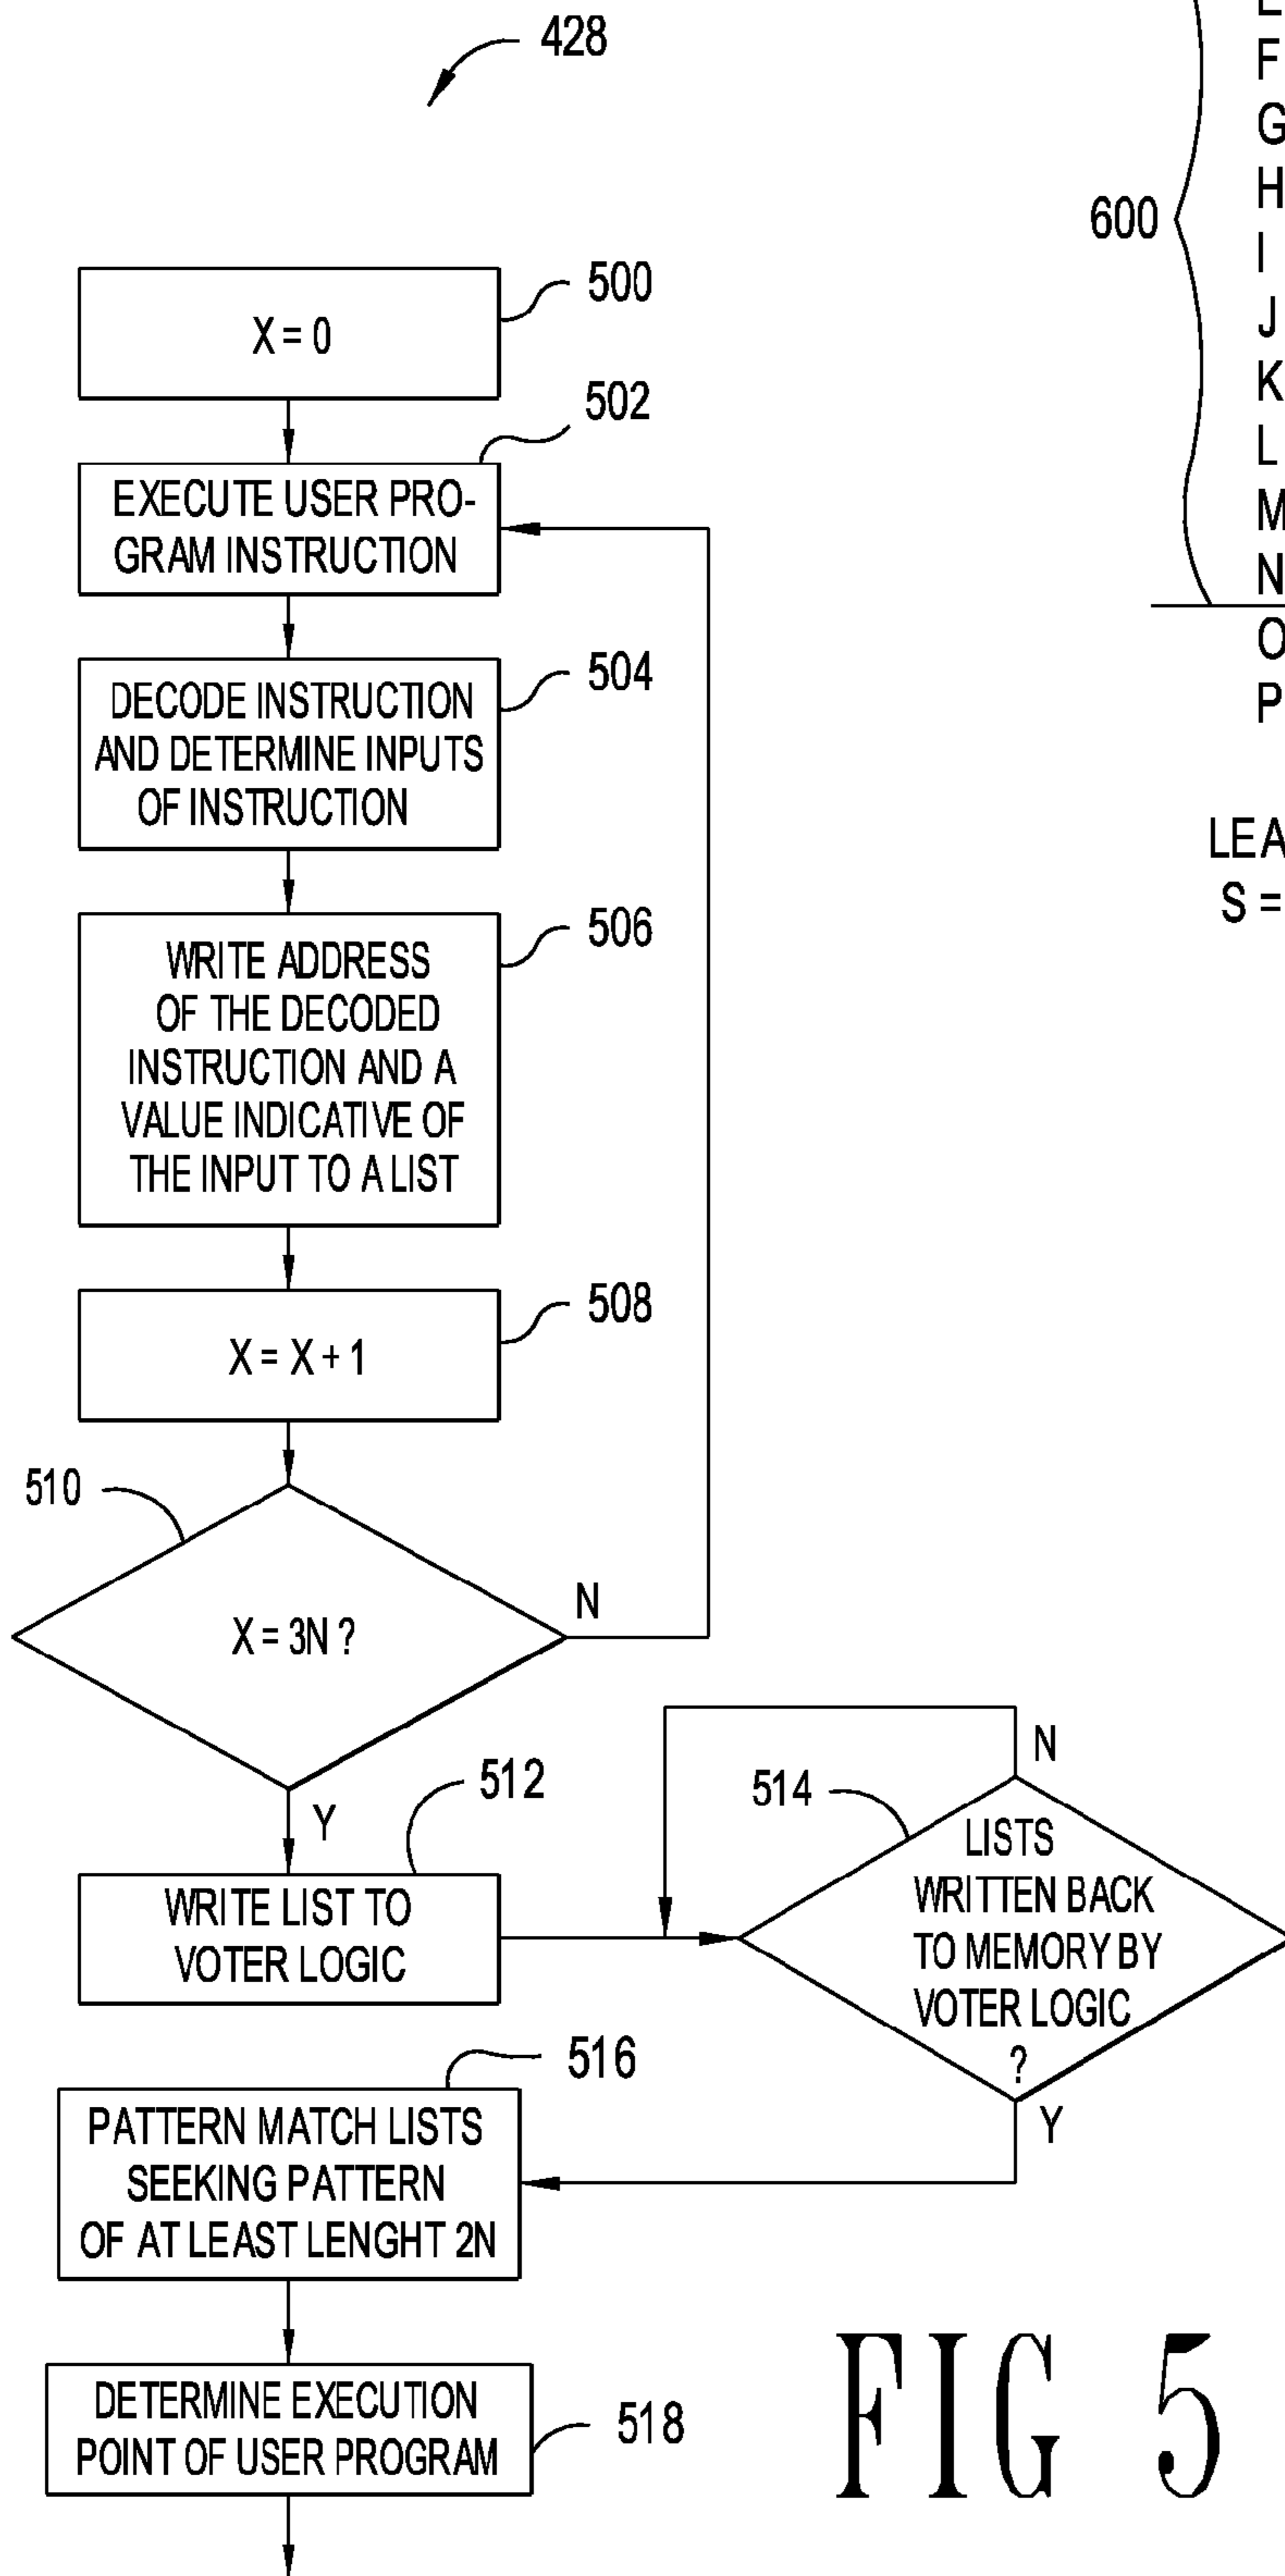 428
500
X = 0
502
EXECUTE USER PRO-
GRAM INSTRUCTION
504
DECODE INSTRUCTION
AND DETERMINE INPUTS
OF INSTRUCTION
506
WRITE ADDRESS
OF THE DECODED
INSTRUCTION AND A
VALUE INDICATIVE OF
THE INPUT TO A LIST
508
X = X + 1
510
X = 3N ?
N
Y
512
WRITE LIST TO
VOTER LOGIC
514
N
LISTS
WRITTEN BACK
TO MEMORY BY
VOTER LOGIC
?
Y
516
PATTERN MATCH LISTS
SEEKING PATTERN
OF AT LEAST LENGHT 2N
518
DETERMINE EXECUTION
POINT OF USER PROGRAM
FIG 5
600
F
G
H
I
J
K
L
M
N
O
P
S =